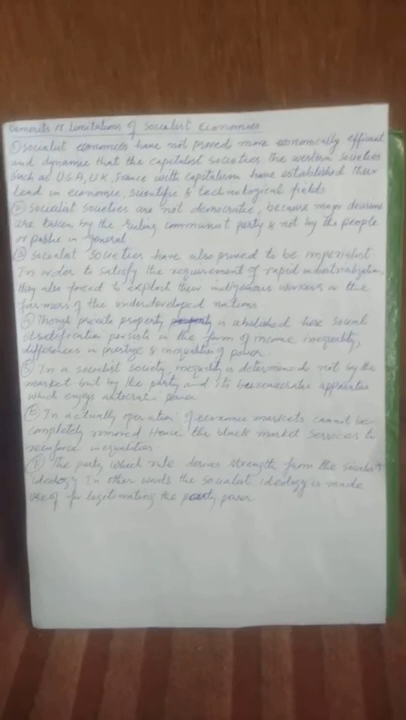 Demerits or Limitations of Socialist Economies
① Socialist economies have not proved more economically efficient
and dynamic that the capitalist societies the western societies
such as USA, UK, France with capitalism have established their
lead in economic, scientific & technological fields
② Socialist societies are not democratic, because major decisions
are taken by the ruling communist party & not by the people
or public in general
③ Socialist societies have also proved to be imperialist
In order to satisfy the requirement of rapid industrialization,
they also forced to exploit their indigenous workers or the
farmers of the underdeveloped nations.
④ Though private property is abolished here social
stratification persists in the form of income inequality,
differences in prestige & inequalities of power.
⑤ In a socialist society, inequality is determined not by the
market but by the party and its apparatus
which enjoys power
⑥ In actually operation of economic markets cannot be
completely removed Hence the black market services to
reinforce inequalities
⑦ The party which rule derives strength from the socialist
ideology In other words the socialist ideology is made
use of for legitimating the party power